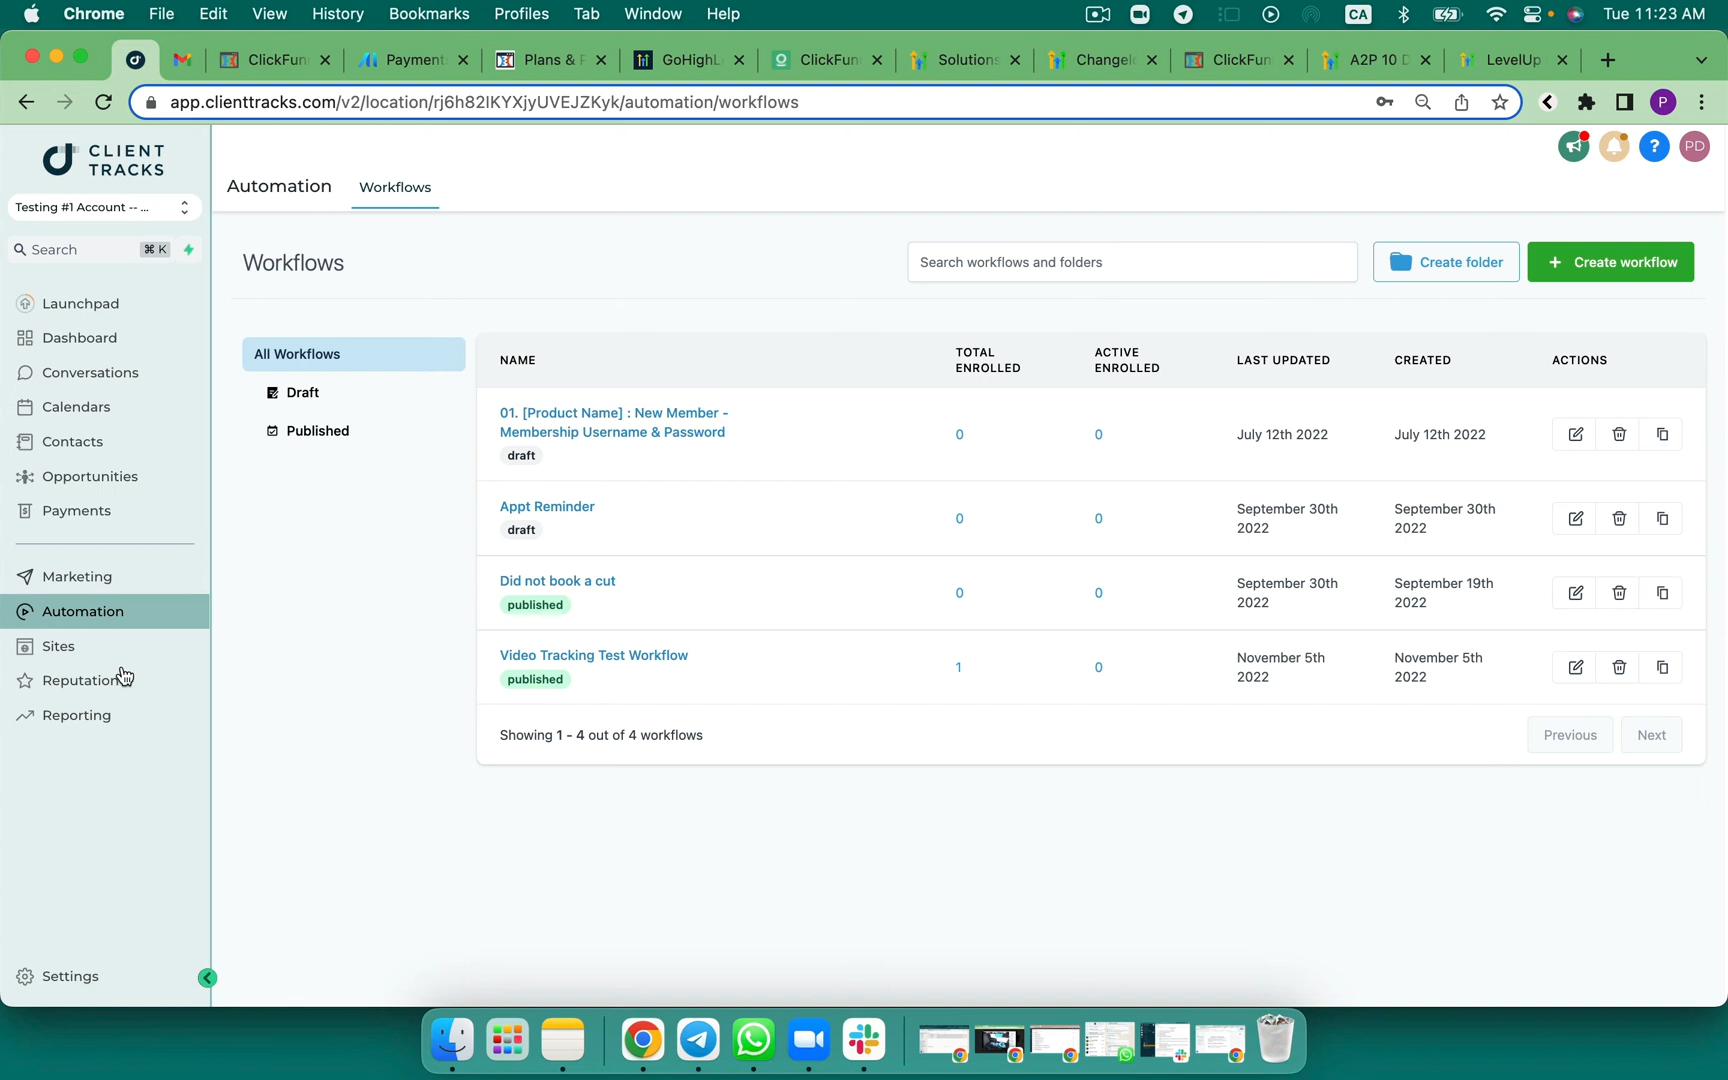 Chrome File Edit View History Bookmarks Profiles Tab Window Help CA Tue 11:23 AM
ClickFun Payment Plans & P GoHighL ClickFun Solutions Changelo ClickFun A2P 10 D LevelUp
app.clienttracks.com/v2/location/rj6h82IKYXjyUVEJZKyk/automation/workflows P
CLIENT
TRACKS
PD
Automation Workflows
Testing #1 Account -- ...
Search ⌘ K
Workflows
Search workflows and folders
Create folder
+ Create workflow
Launchpad
Dashboard
Conversations
Calendars
Contacts
Opportunities
Payments
Marketing
Automation
Sites
Reputation
Reporting
Settings
All Workflows
Draft
Published
NAME TOTAL ENROLLED ACTIVE ENROLLED LAST UPDATED CREATED ACTIONS
01. [Product Name] : New Member -
Membership Username & Password
draft
0 0 July 12th 2022 July 12th 2022
Appt Reminder
draft
0 0 September 30th 2022 September 30th 2022
Did not book a cut
published
0 0 September 30th 2022 September 19th 2022
Video Tracking Test Workflow
published
1 0 November 5th 2022 November 5th 2022
Showing 1 - 4 out of 4 workflows
Previous Next